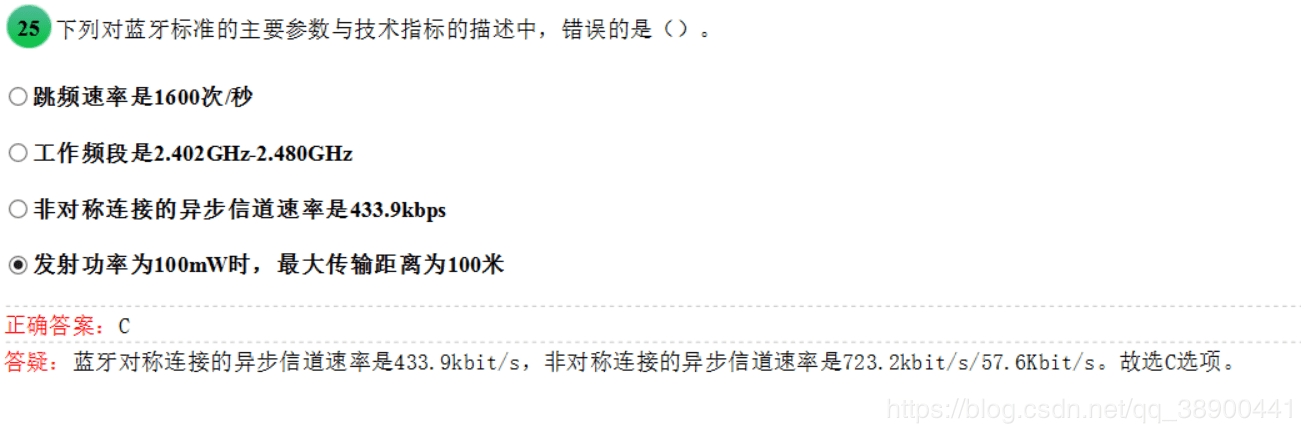 25 下列对蓝牙标准的主要参数与技术指标的描述中，错误的是（）。
跳频速率是1600次/秒
工作频段是2.402GHz-2.480GHz
非对称连接的异步信道速率是433.9kbps
发射功率为100mW时，最大传输距离为100米
正确答案：C
答疑：蓝牙对称连接的异步信道速率是433.9kbit/s，非对称连接的异步信道速率是723.2kbit/s/57.6Kbit/s。故选C选项。
https://blog.csdn.net/qq_38900441